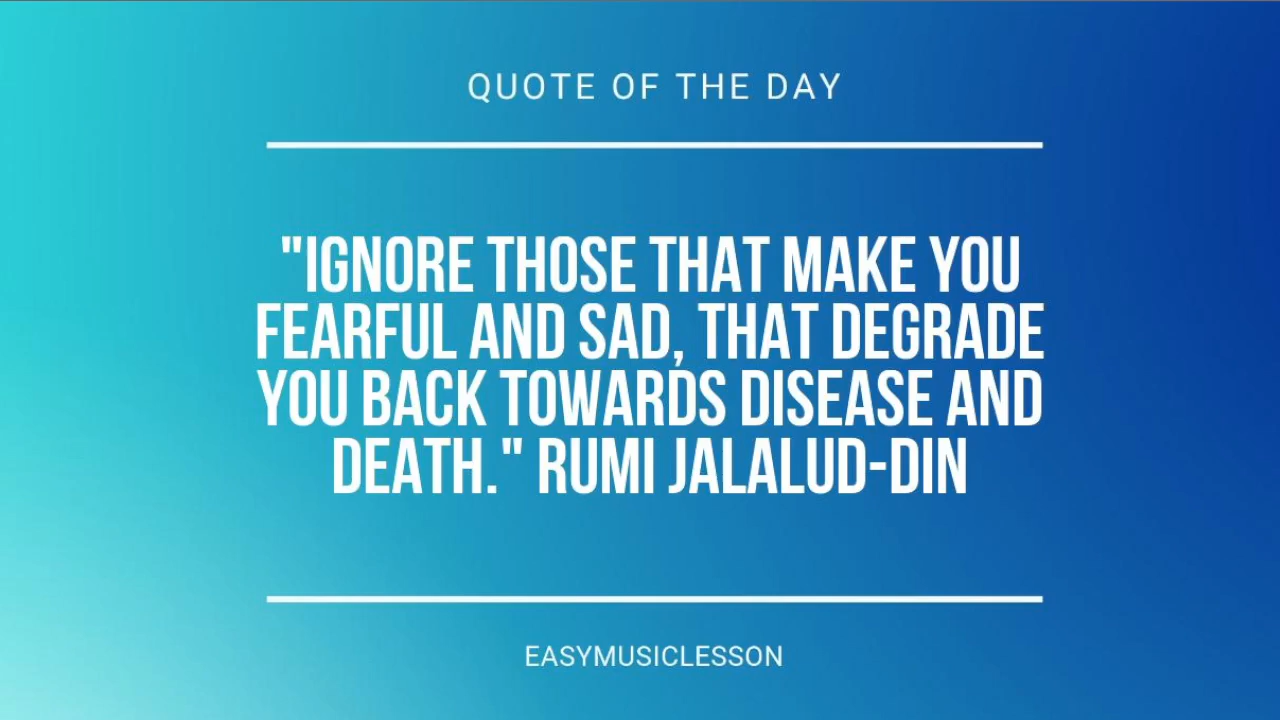 QUOTE OF THE DAY
"IGNORE THOSE THAT MAKE YOU
FEARFUL AND SAD, THAT DEGRADE
YOU BACK TOWARDS DISEASE AND
DEATH." RUMI JALALUD-DIN
EASYMUSICLESSON